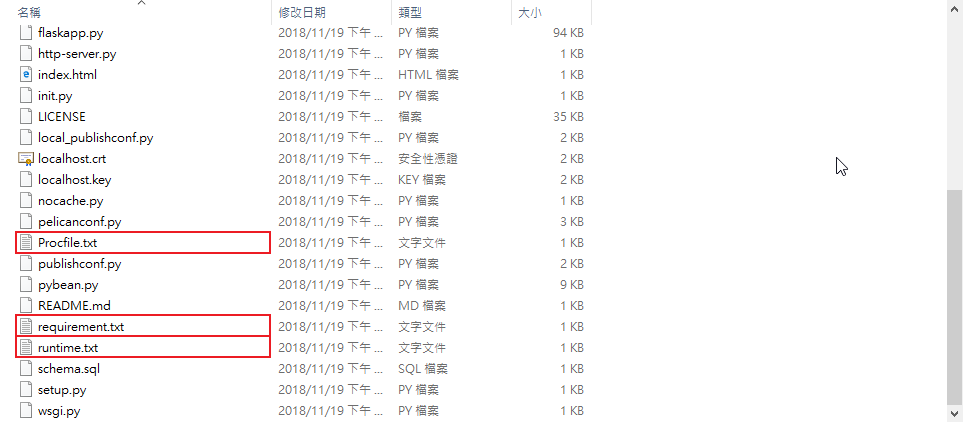 名稱 修改日期 類型 大小
flaskapp.py 2018/11/19 下午 ... PY 檔案 94 KB
http-server.py 2018/11/19 下午 ... PY 檔案 1 KB
index.html 2018/11/19 下午 ... HTML 檔案 1 KB
init.py 2018/11/19 下午 ... PY 檔案 1 KB
LICENSE 2018/11/19 下午 ... 檔案 35 KB
local_publishconf.py 2018/11/19 下午 ... PY 檔案 2 KB
localhost.crt 2018/11/19 下午 ... 安全性憑證 2 KB
localhost.key 2018/11/19 下午 ... KEY 檔案 2 KB
nocache.py 2018/11/19 下午 ... PY 檔案 1 KB
pelicanconf.py 2018/11/19 下午 ... PY 檔案 3 KB
Procfile.txt 2018/11/19 下午 ... 文字文件 1 KB
publishconf.py 2018/11/19 下午 ... PY 檔案 2 KB
pybean.py 2018/11/19 下午 ... PY 檔案 9 KB
README.md 2018/11/19 下午 ... MD 檔案 1 KB
requirement.txt 2018/11/19 下午 ... 文字文件 1 KB
runtime.txt 2018/11/19 下午 ... 文字文件 1 KB
schema.sql 2018/11/19 下午 ... SQL 檔案 1 KB
setup.py 2018/11/19 下午 ... PY 檔案 1 KB
wsgi.py 2018/11/19 下午 ... PY 檔案 1 KB